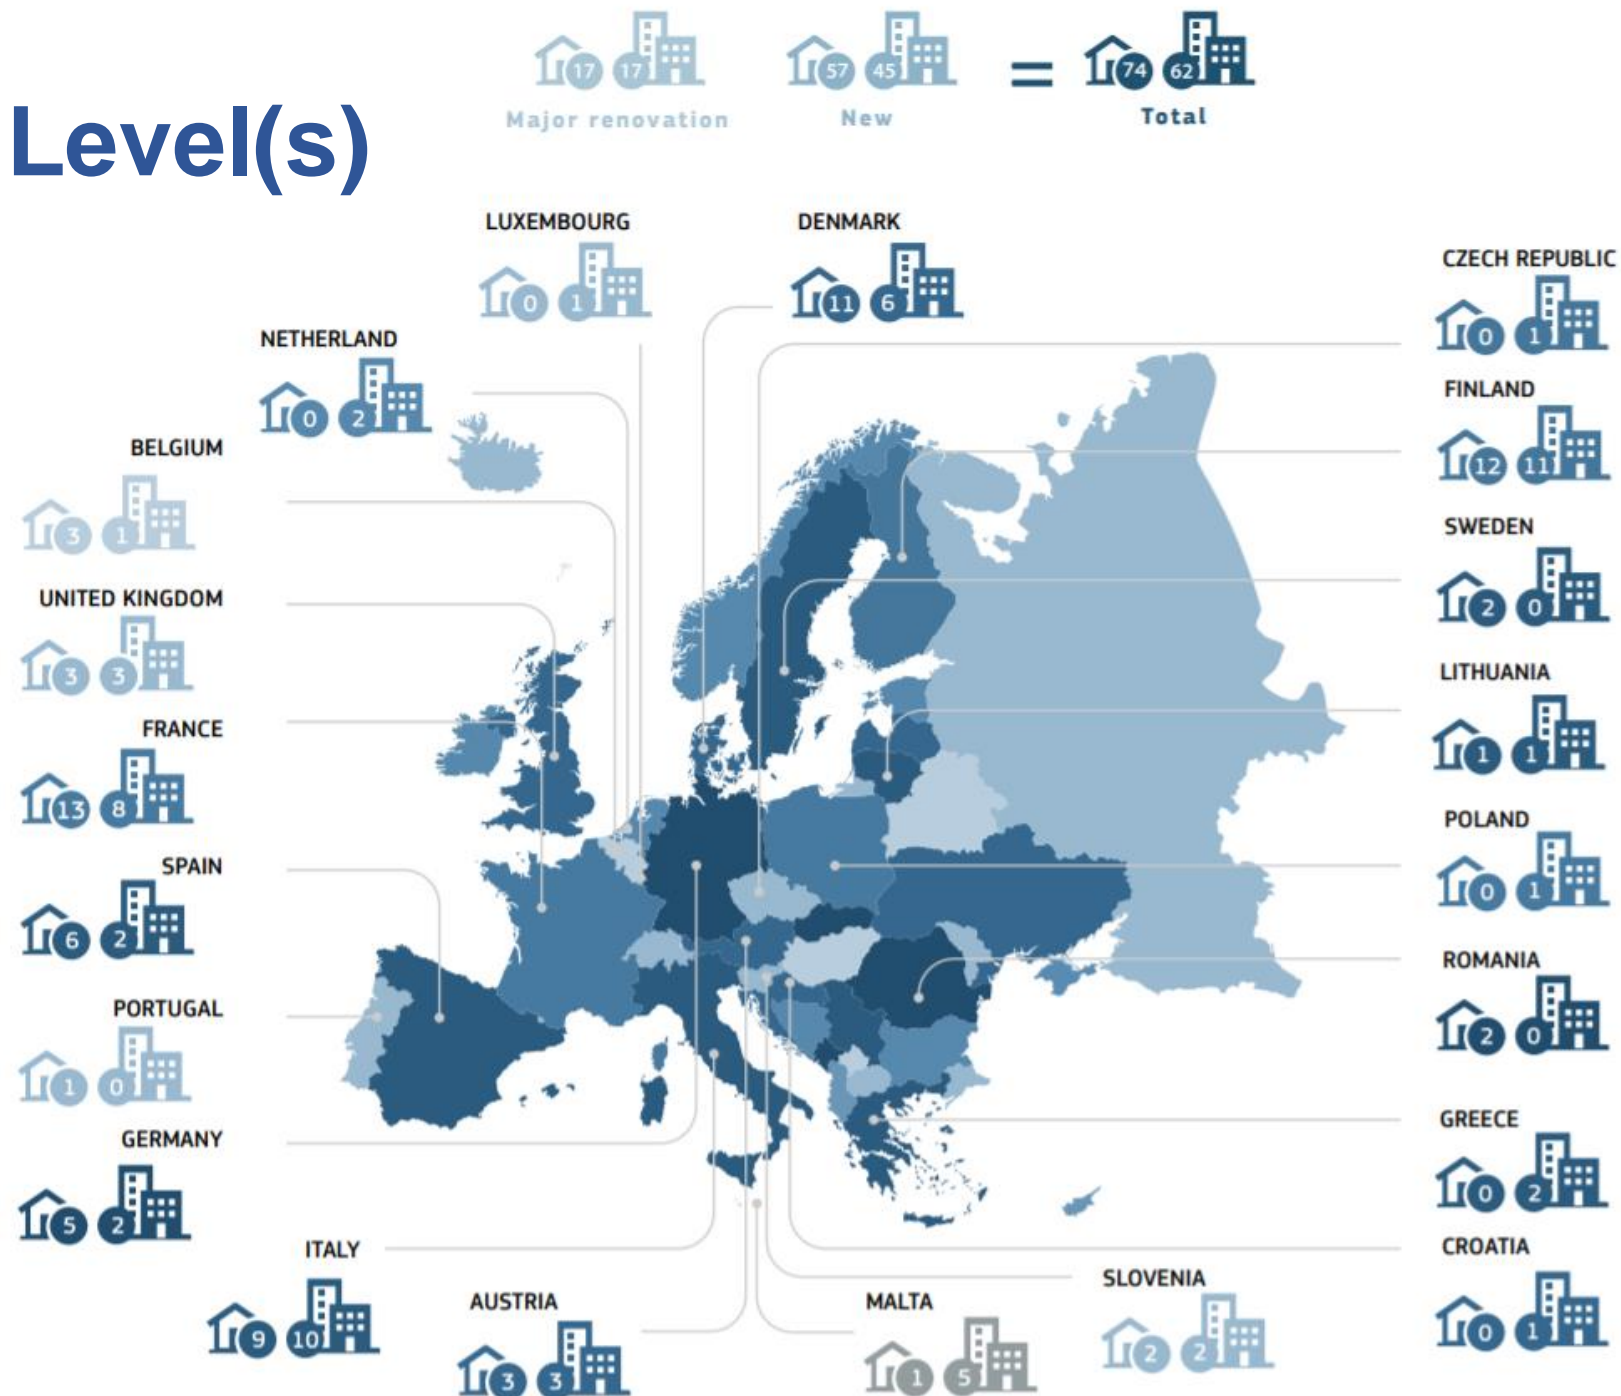 17 17 57 45 = 74 62
Major renovation New Total
Level(s)
LUXEMBOURG
0 1
DENMARK
11 6
CZECH REPUBLIC
0 1
NETHERLAND
0 2
FINLAND
12 11
BELGIUM
3 1
SWEDEN
2 0
UNITED KINGDOM
3 3
LITHUANIA
1 1
FRANCE
13 8
POLAND
0 1
SPAIN
6 2
ROMANIA
2 0
PORTUGAL
1 0
GREECE
0 2
GERMANY
5 2
CROATIA
0 1
ITALY
9 10
AUSTRIA
3 3
MALTA
1 5
SLOVENIA
2 2